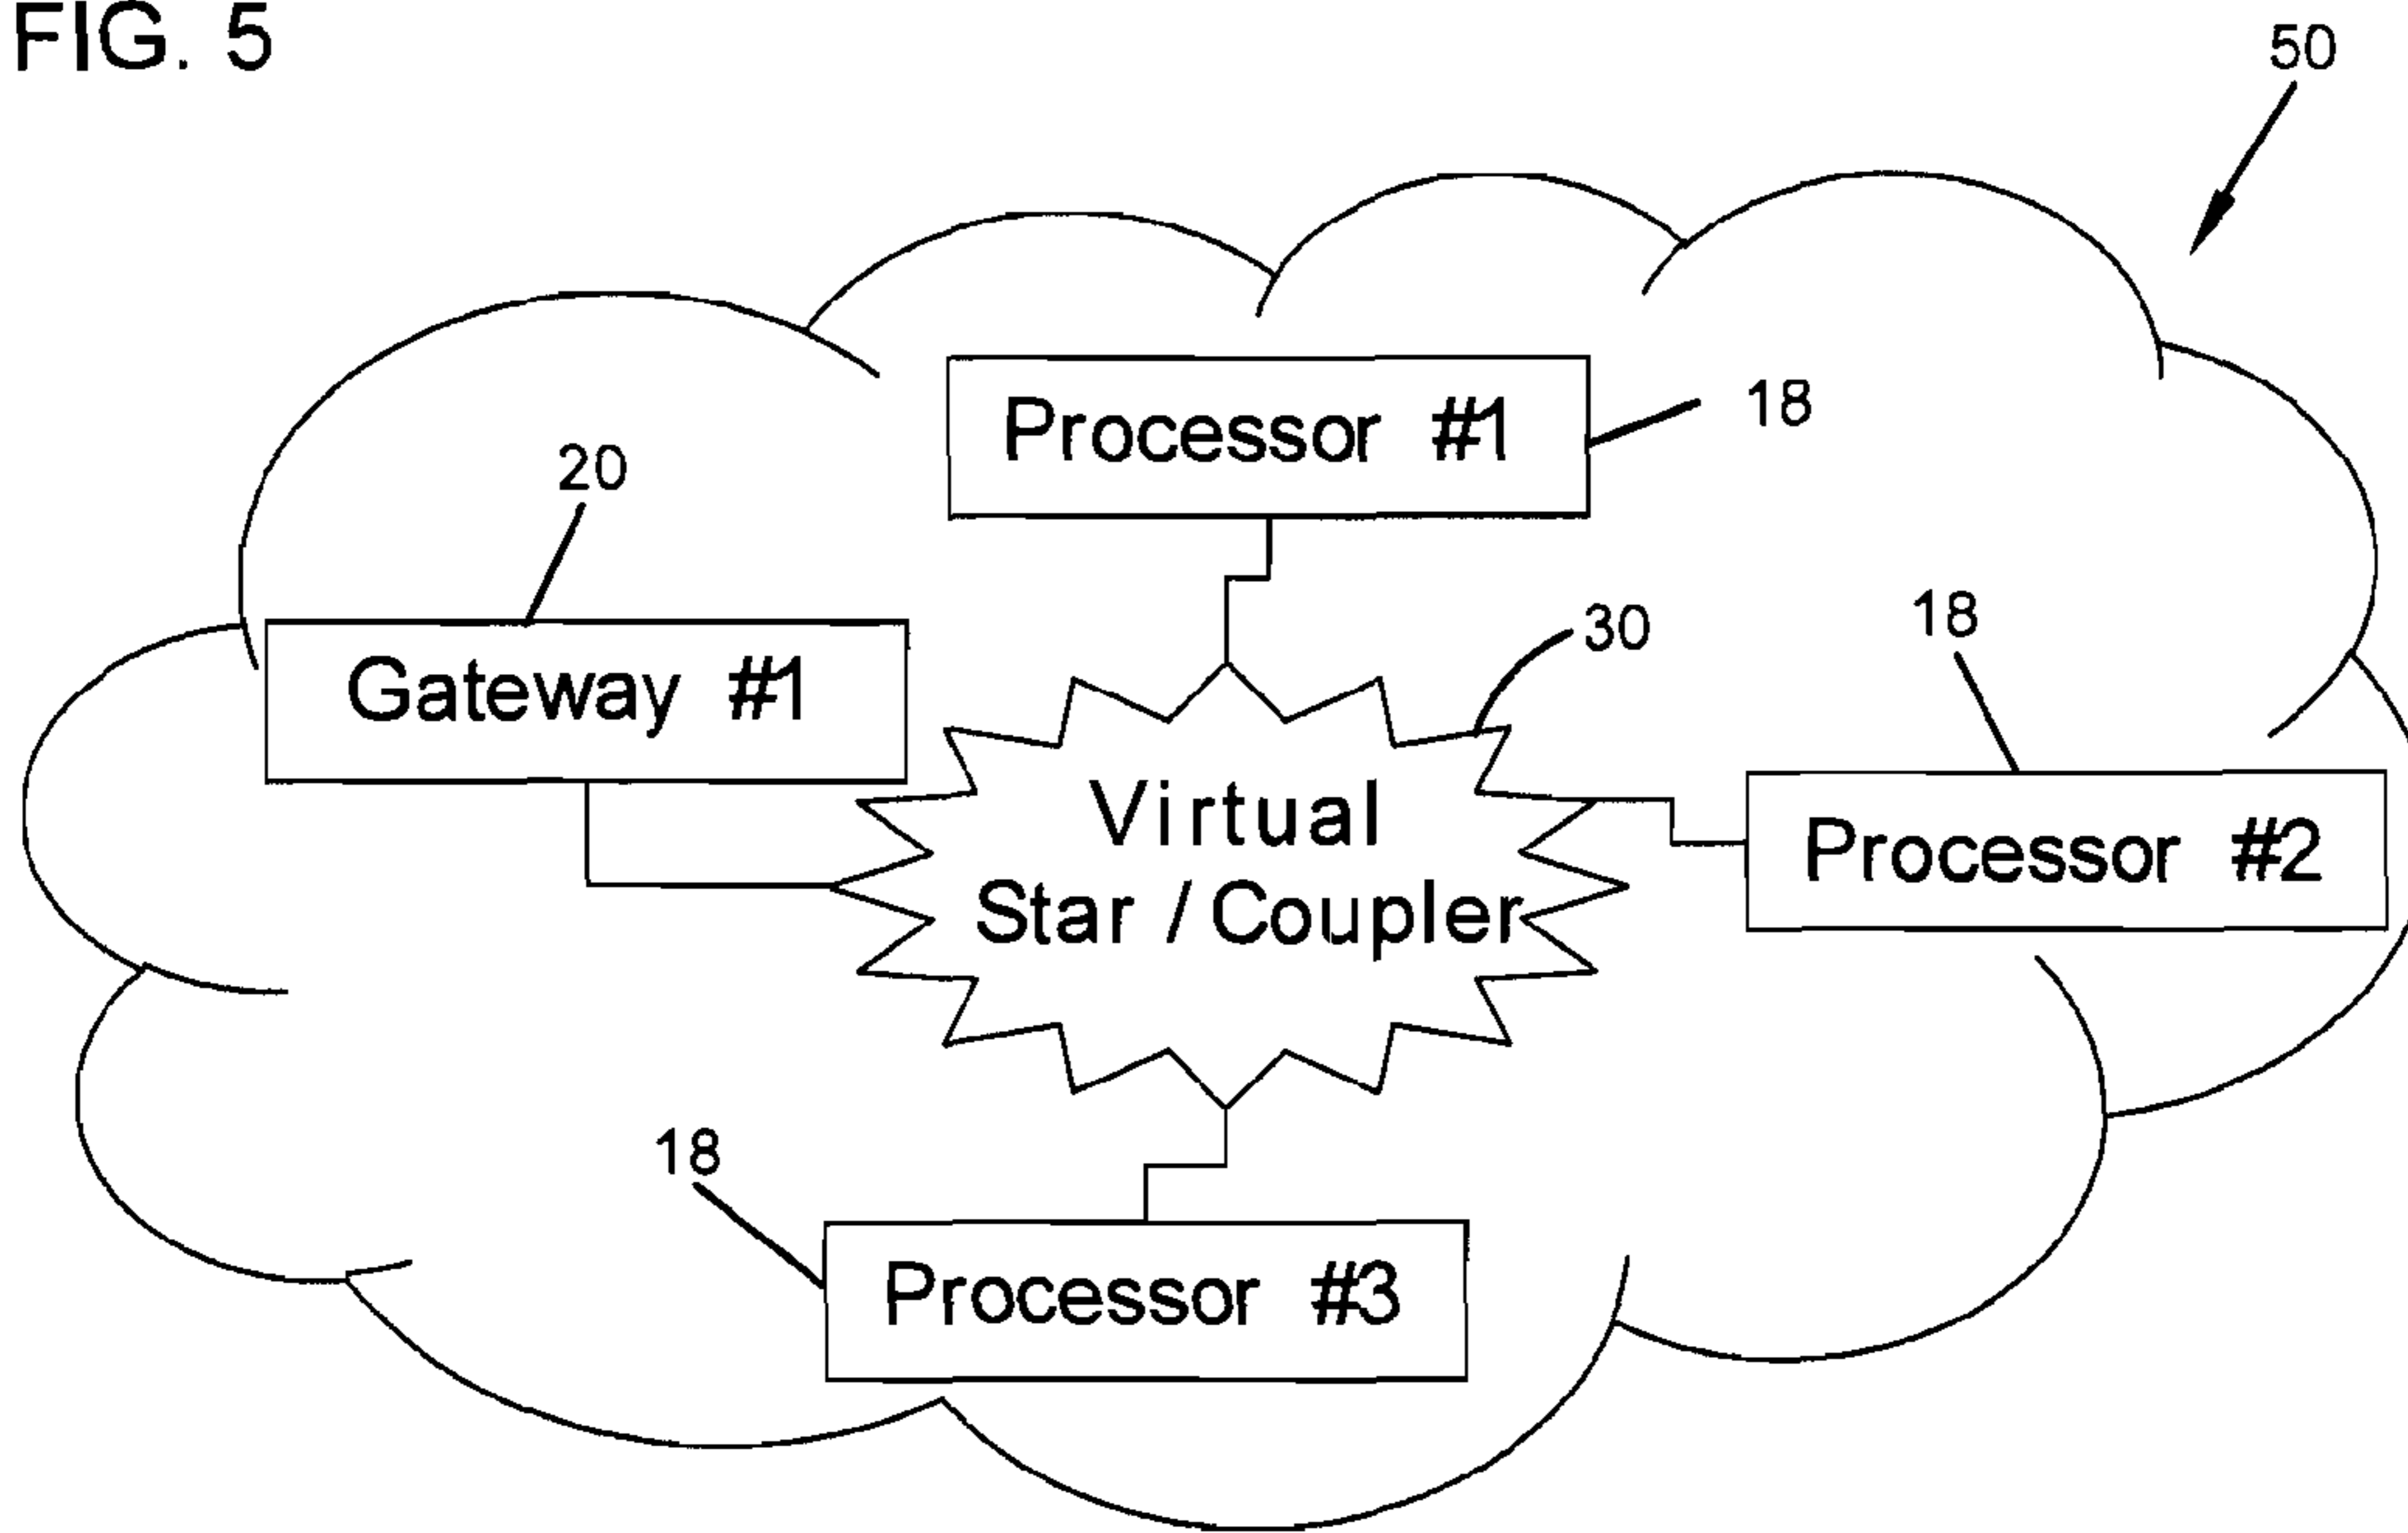 FIG. 5
50
Processor #1
18
20
Gateway #1
30
18
Virtual
Star / Coupler
Processor #2
18
Processor #3